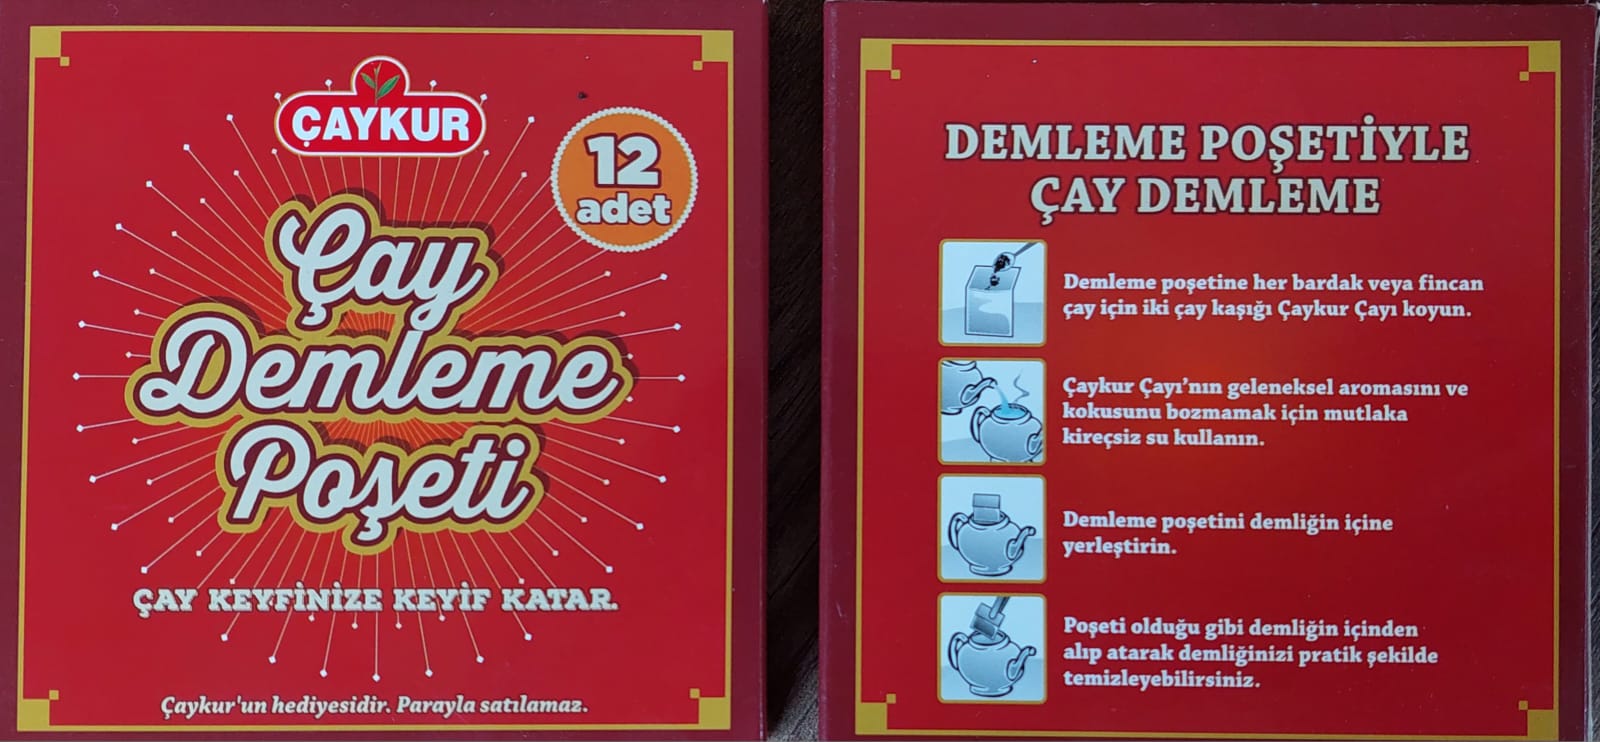 ÇAYKUR
12
adet
Çay
Demleme
Poşeti
ÇAY KEYFİNİZE KEYİF KATAR.
Çaykur'un hediyesidir. Parayla satılamaz.
DEMLEME POŞETİYLE
ÇAY DEMLEME
Demleme poşetine her bardak veya fincan
çay için iki çay kaşığı Çaykur Çayı koyun.
Çaykur Çayı’nın geleneksel aromasını ve
kokusunu bozmamak için mutlaka
kireçsiz su kullanın.
Demleme poşetini demliğin içine
yerleştirin.
Poşeti olduğu gibi demliğin içinden
alıp atarak demliğinizi pratik şekilde
temizleyebilirsiniz.